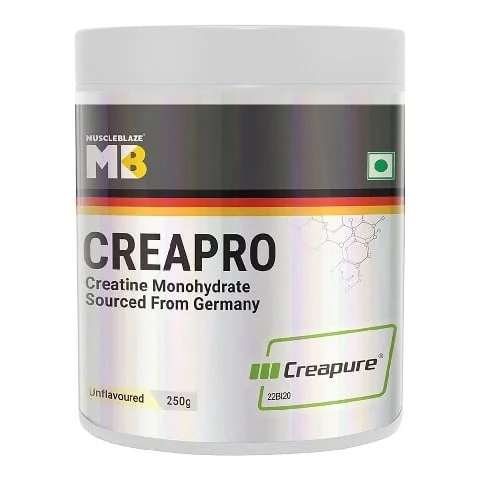 MUSCLEBLAZE®
MB
CREAPRO
Creatine Monohydrate
Sourced From Germany
Creapure®
22BI20
Unflavoured 250g